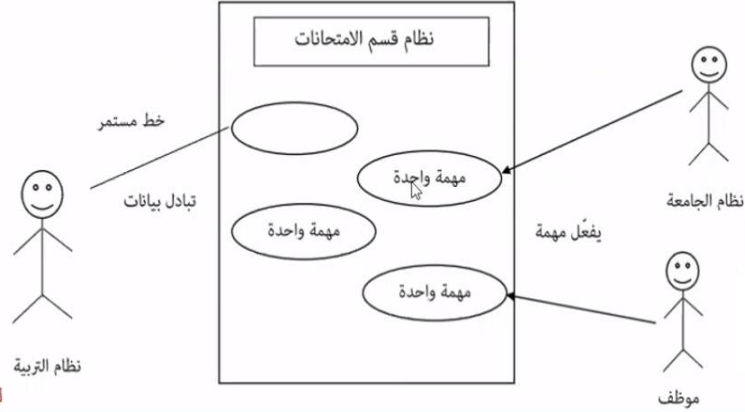 نظام قسم الامتحانات
خط مستمر
مهمة واحدة
تبادل بيانات
نظام الجامعة
مهمة واحدة
يفعّل مهمة
مهمة واحدة
نظام التربية
موظف